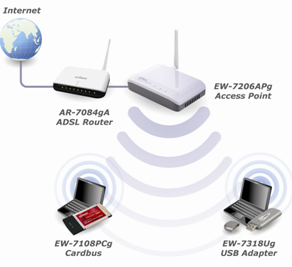 Internet
AR-7084gA
ADSL Router
EW-7206APg
Access Point
EW-7108PCg
Cardbus
EW-7318Ug
USB Adapter